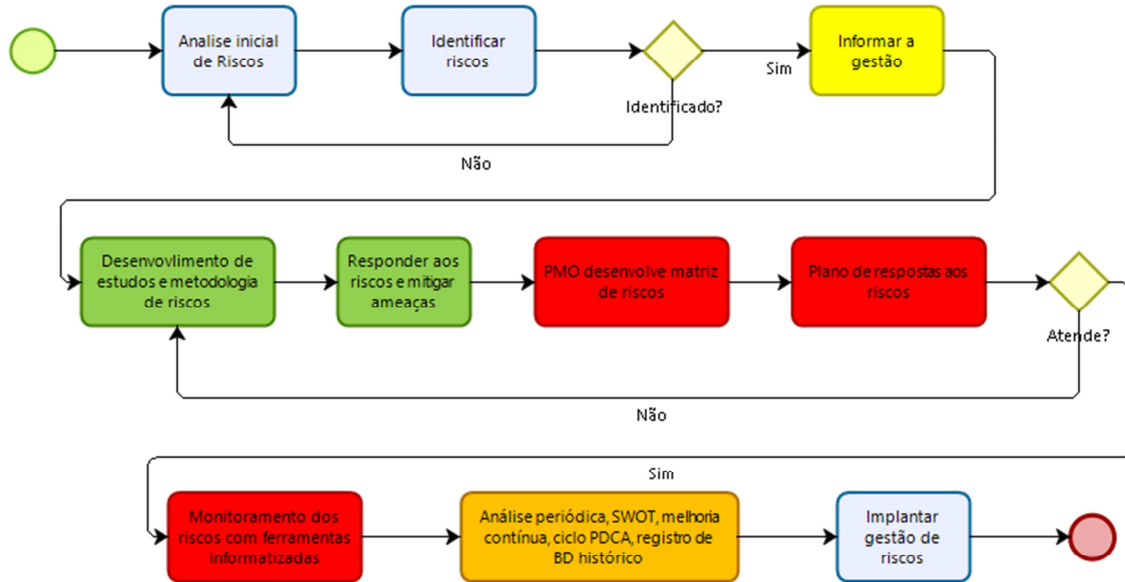 Analise inicial
de Riscos
Identificar
riscos
Sim
Informar a
gestão
Identificado?
Não
Desenvovlimento de
estudos e metodologia
de riscos
Responder aos
riscos e mitigar
ameaças
PMO desenvolve matriz
de riscos
Plano de respostas aos
riscos
Atende?
Não
Sim
Monitoramento dos
riscos com ferramentas
informatizadas
Análise periódica, SWOT, melhoria
contínua, ciclo PDCA, registro de
BD histórico
Implantar
gestão de
riscos